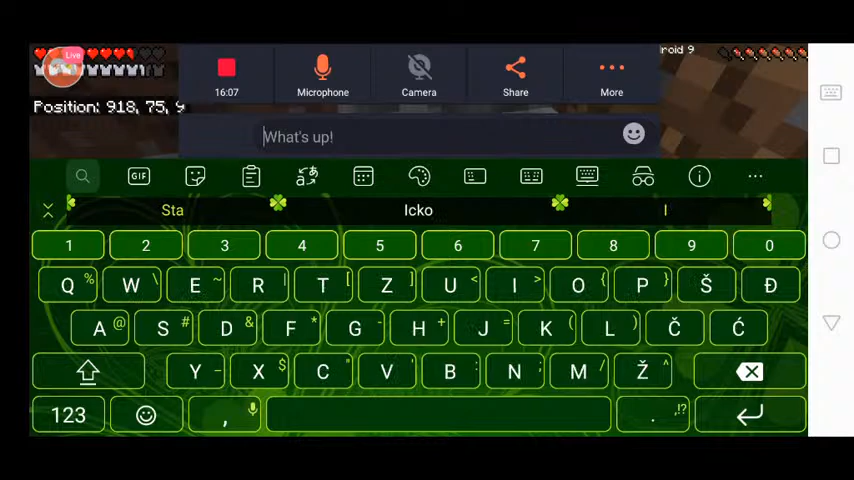 Live
roid 9
Position: 918, 75, 9
16:07
Microphone
Camera
Share
More
What's up!
GIF
Sta Icko I
1 2 3 4 5 6 7 8 9 0
Q % W \ E ~ R | T [ Z ] U < I > O { P } Š Đ
A @ S # D & F * G - H + J = K ( L ) Č Ć
Y _ X $ C " V ' B : N ; M / Ž ^
123 , . ,!?